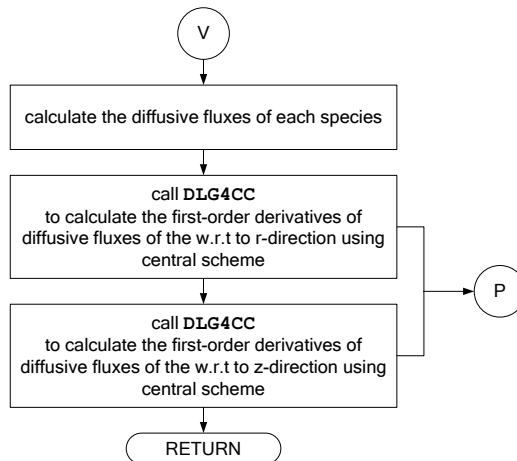 V
calculate the diffusive fluxes of each species
call DLG4CC
to calculate the first-order derivatives of
diffusive fluxes of the w.r.t to r-direction using
central scheme
P
call DLG4CC
to calculate the first-order derivatives of
diffusive fluxes of the w.r.t to z-direction using
central scheme
RETURN